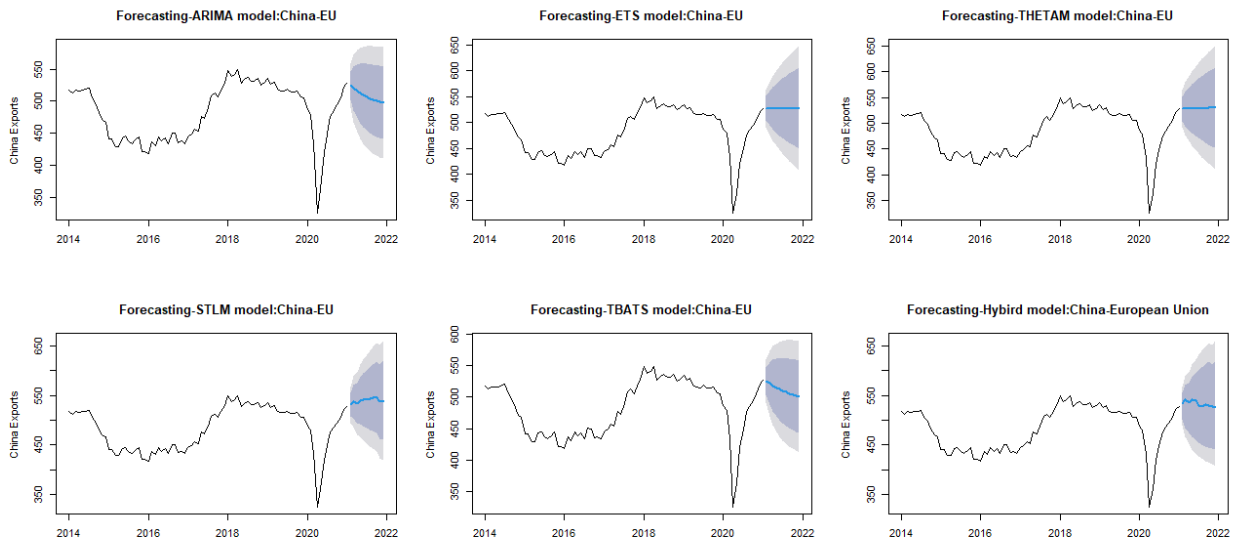 Forecasting-ARIMA model:China-EU
China Exports
550
500
450
400
350
2014 2016 2018 2020 2022
Forecasting-ETS model:China-EU
China Exports
650
600
550
500
450
400
350
2014 2016 2018 2020 2022
Forecasting-THETAM model:China-EU
China Exports
650
600
550
500
450
400
350
2014 2016 2018 2020 2022
Forecasting-STLM model:China-EU
China Exports
650
550
450
350
2014 2016 2018 2020 2022
Forecasting-TBATS model:China-EU
China Exports
600
550
500
450
400
350
2014 2016 2018 2020 2022
Forecasting-Hybird model:China-European Union
China Exports
650
550
450
350
2014 2016 2018 2020 2022